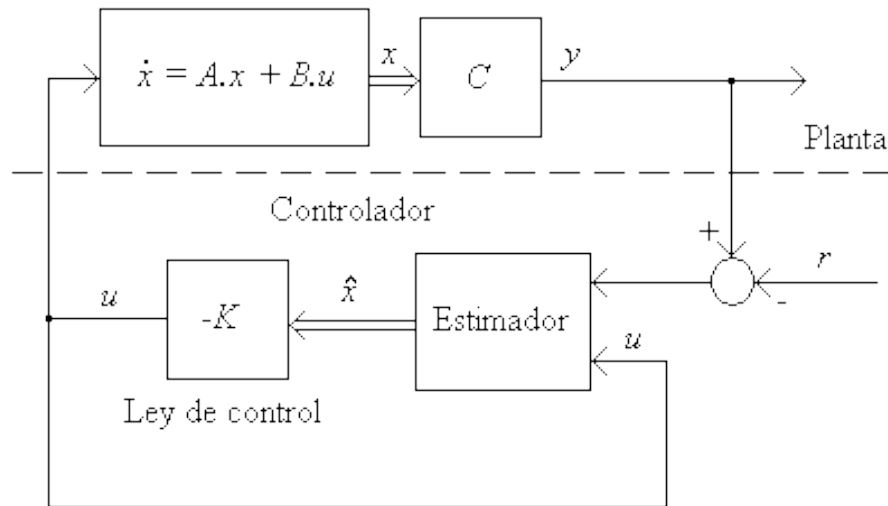 ẋ = A.x + B.u
x
C
y
Planta
Controlador
+
r
-
u
-K
x̂
Estimador
u
Ley de control